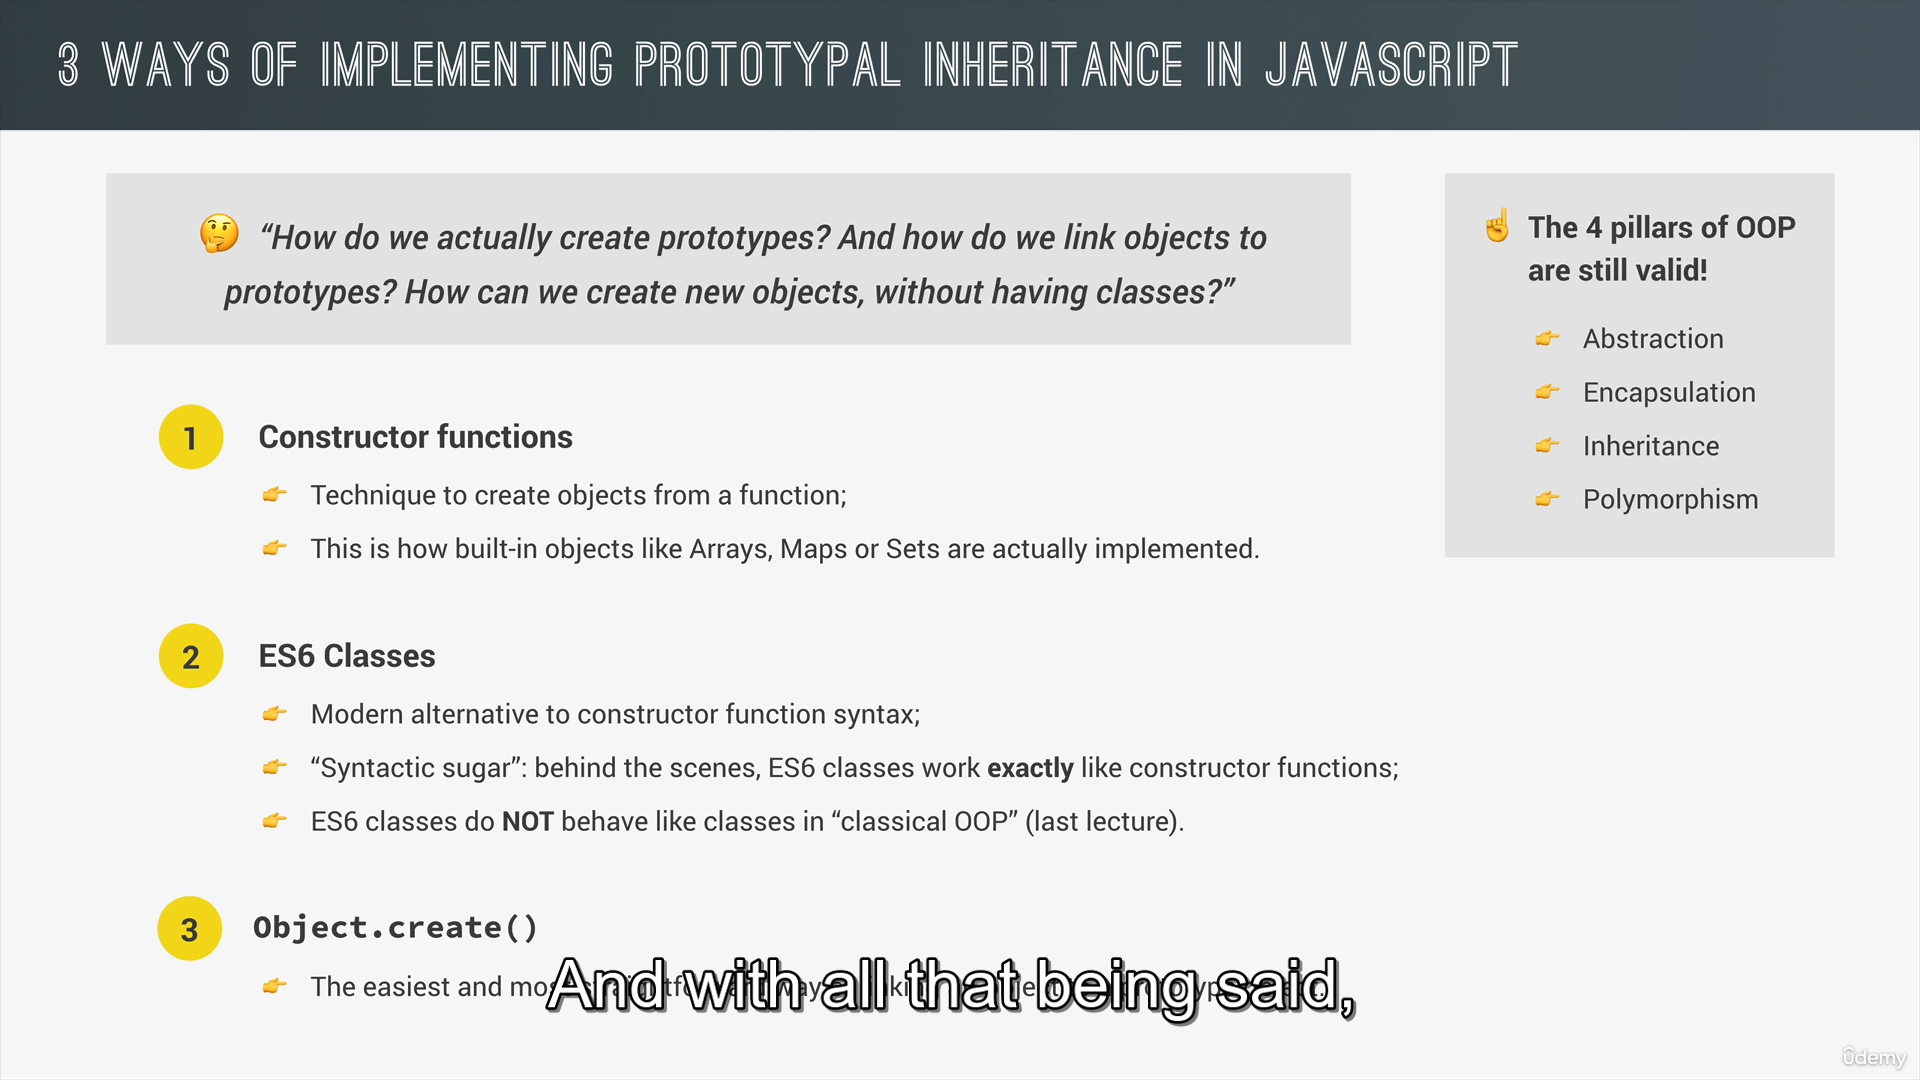 3 WAYS OF IMPLEMENTING PROTOTYPAL INHERITANCE IN JAVASCRIPT
“How do we actually create prototypes? And how do we link objects to
prototypes? How can we create new objects, without having classes?”
The 4 pillars of OOP
are still valid!
Abstraction
Encapsulation
Inheritance
Polymorphism
1 Constructor functions
Technique to create objects from a function;
This is how built-in objects like Arrays, Maps or Sets are actually implemented.
2 ES6 Classes
Modern alternative to constructor function syntax;
“Syntactic sugar”: behind the scenes, ES6 classes work exactly like constructor functions;
ES6 classes do NOT behave like classes in “classical OOP” (last lecture).
3 Object.create()
The easiest and
And with all that being said,
ûdemy